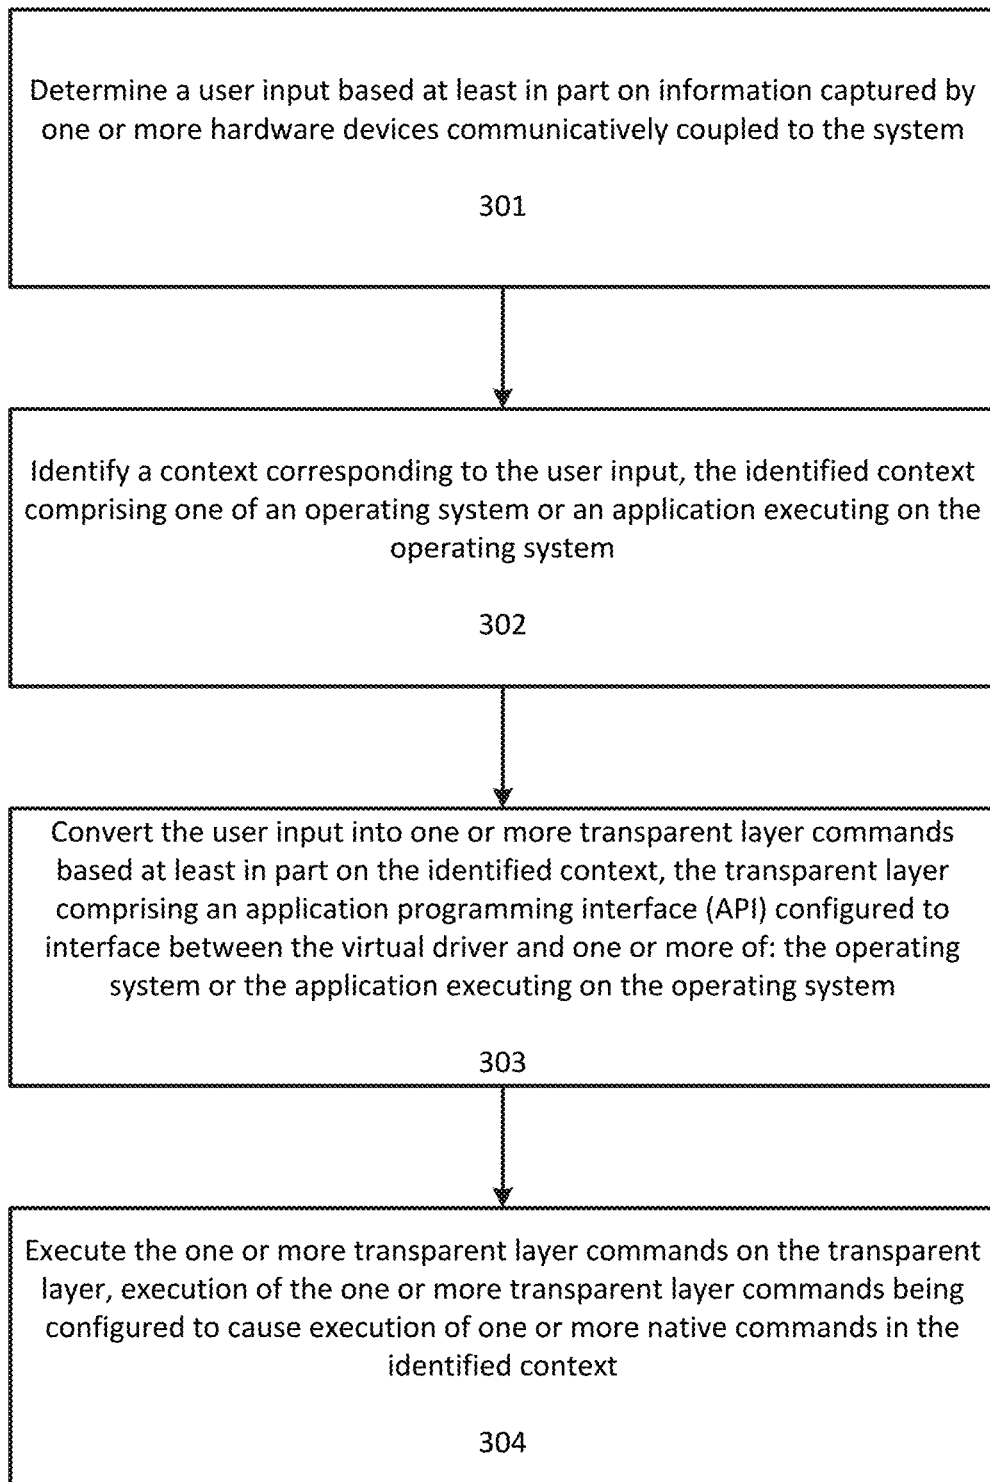 Determine a user input based at least in part on information captured by
one or more hardware devices communicatively coupled to the system
301
Identify a context corresponding to the user input, the identified context
comprising one of an operating system or an application executing on the
operating system
302
Convert the user input into one or more transparent layer commands
based at least in part on the identified context, the transparent layer
comprising an application programming interface (API) configured to
interface between the virtual driver and one or more of: the operating
system or the application executing on the operating system
303
Execute the one or more transparent layer commands on the transparent
layer, execution of the one or more transparent layer commands being
configured to cause execution of one or more native commands in the
identified context
304